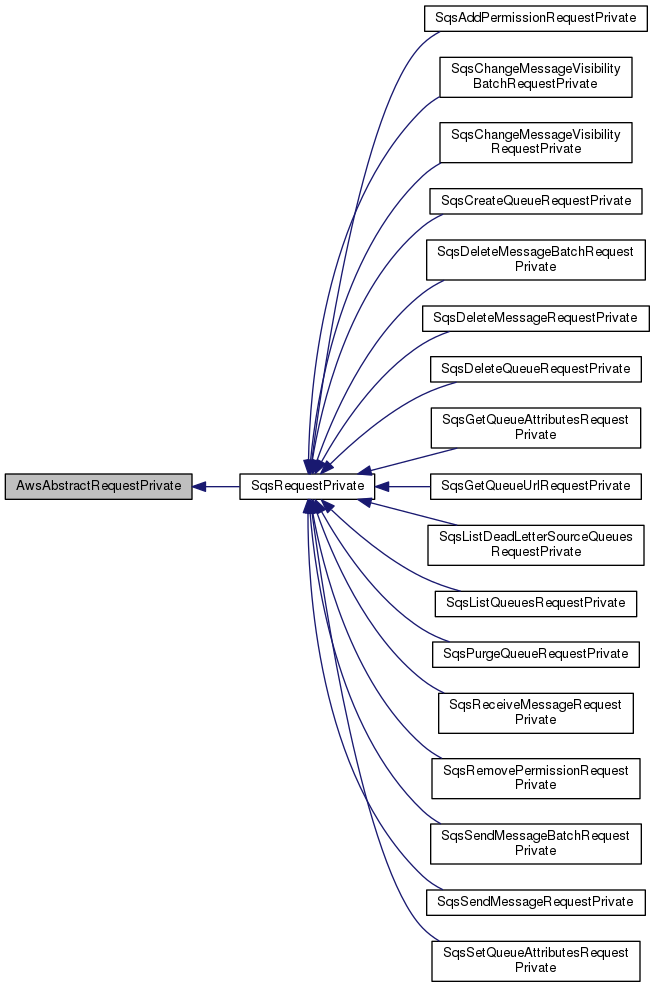 SqsAddPermissionRequestPrivate
SqsChangeMessageVisibility
BatchRequestPrivate
SqsChangeMessageVisibility
RequestPrivate
SqsCreateQueueRequestPrivate
SqsDeleteMessageBatchRequest
Private
SqsDeleteMessageRequestPrivate
SqsDeleteQueueRequestPrivate
SqsGetQueueAttributesRequest
Private
AwsAbstractRequestPrivate
SqsRequestPrivate
SqsGetQueueUrlRequestPrivate
SqsListDeadLetterSourceQueues
RequestPrivate
SqsListQueuesRequestPrivate
SqsPurgeQueueRequestPrivate
SqsReceiveMessageRequest
Private
SqsRemovePermissionRequest
Private
SqsSendMessageBatchRequest
Private
SqsSendMessageRequestPrivate
SqsSetQueueAttributesRequest
Private